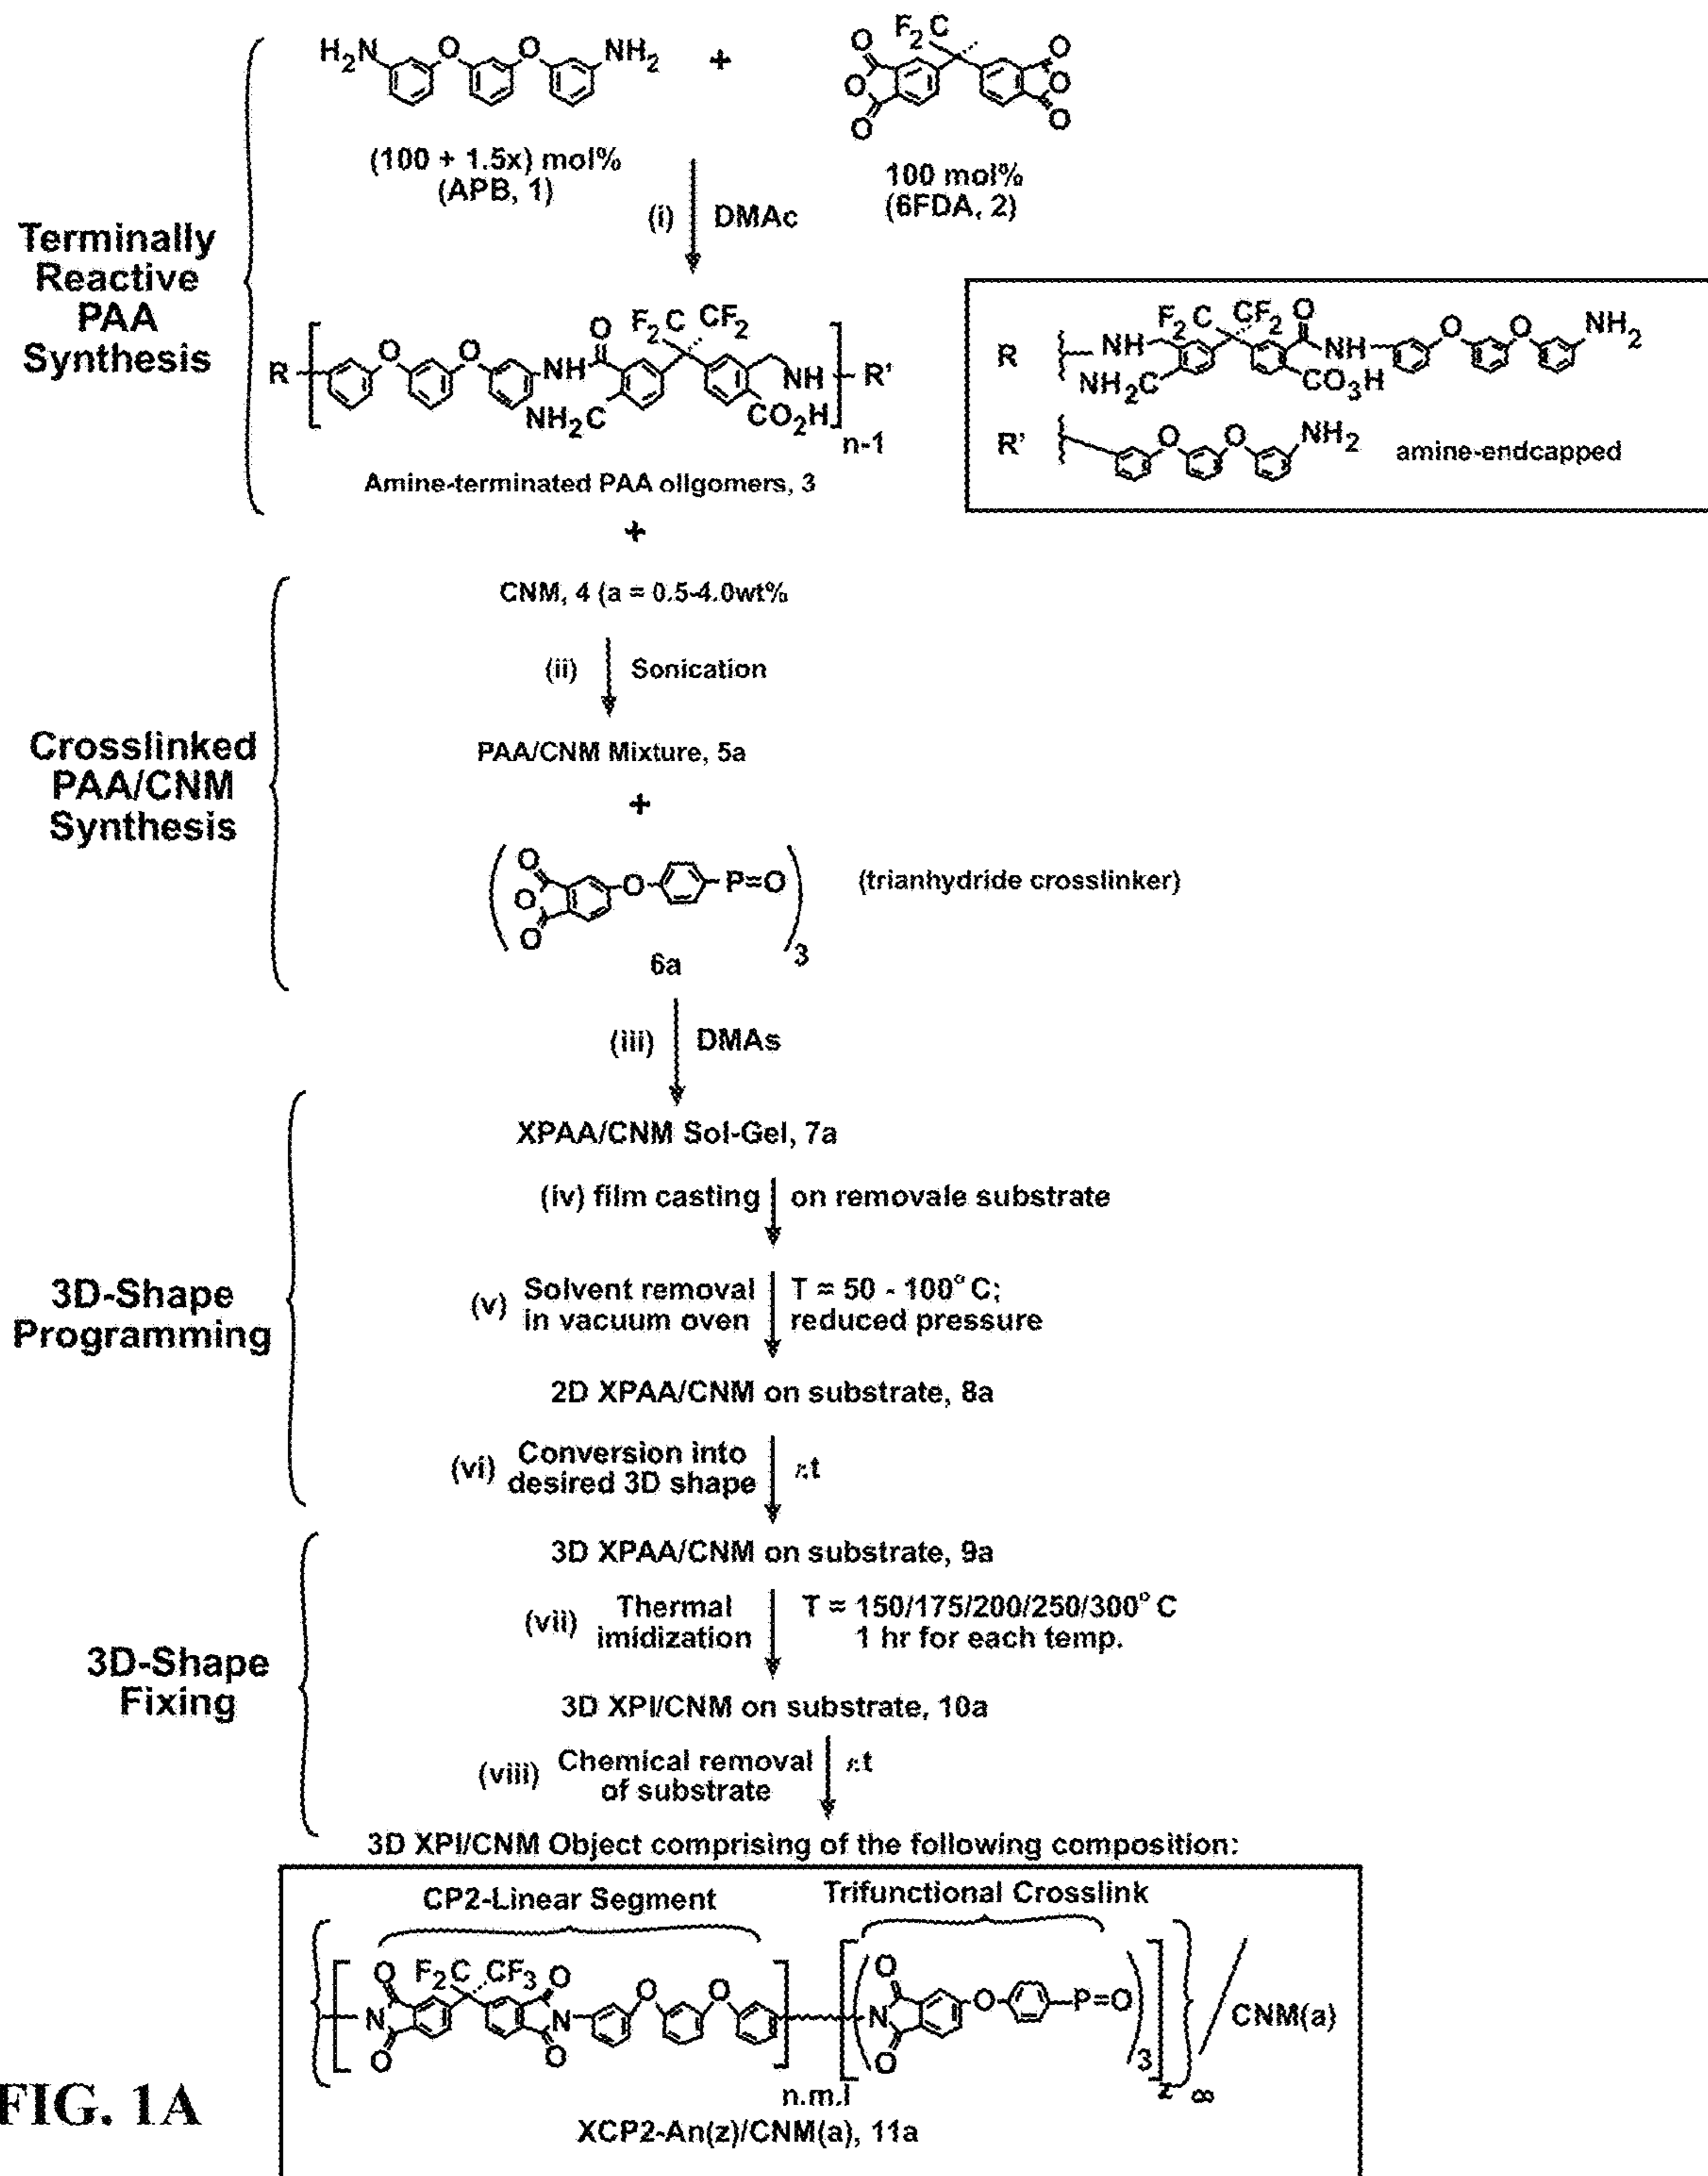 H2N O O NH2 + F2C O O O O O O
(100 + 1.5x) mol%
(APB, 1)
100 mol%
(6FDA, 2)
(i) DMAc
Terminally
Reactive
PAA
Synthesis
R O O NH O F2C CF2 NH R'
NH2C CO2H
n-1
Amine-terminated PAA oligomers, 3
R NH F2C CF2 O NH O O NH2
NH2C CO3H
R' O O NH2 amine-endcapped
+
CNM, 4 (a = 0.5-4.0wt%
(ii) Sonication
PAA/CNM Mixture, 5a
+
Crosslinked
PAA/CNM
Synthesis
O O O O P=O 3 (trianhydride crosslinker)
6a
(iii) DMAs
XPAA/CNM Sol-Gel, 7a
(iv) film casting on removale substrate
(v) Solvent removal T = 50 - 100° C;
in vacuum oven reduced pressure
3D-Shape
Programming
2D XPAA/CNM on substrate, 8a
(vi) Conversion into
desired 3D shape rt
3D XPAA/CNM on substrate, 9a
(vii) Thermal T = 150/175/200/250/300° C
imidization 1 hr for each temp.
3D-Shape
Fixing
3D XPI/CNM on substrate, 10a
(viii) Chemical removal rt
of substrate
3D XPI/CNM Object comprising of the following composition:
CP2-Linear Segment Trifunctional Crosslink
O F2C CF3 O O O O
N N N O P=O CNM(a)
O O O 3
n.m.l z ∞
XCP2-An(z)/CNM(a), 11a
FIG. 1A